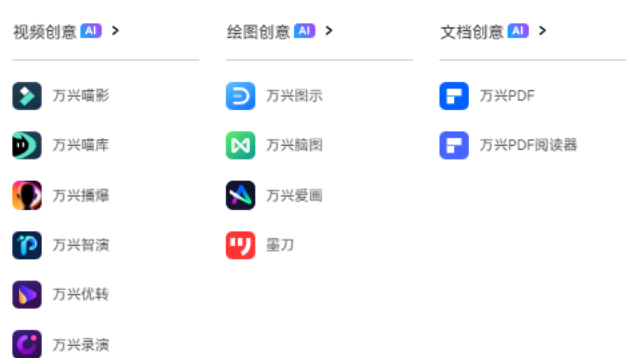 视频创意 AI >
万兴喵影
万兴喵库
万兴播爆
万兴智演
万兴优转
万兴录演
绘图创意 AI >
万兴图示
万兴脑图
万兴爱画
墨刀
文档创意 AI >
万兴PDF
万兴PDF阅读器